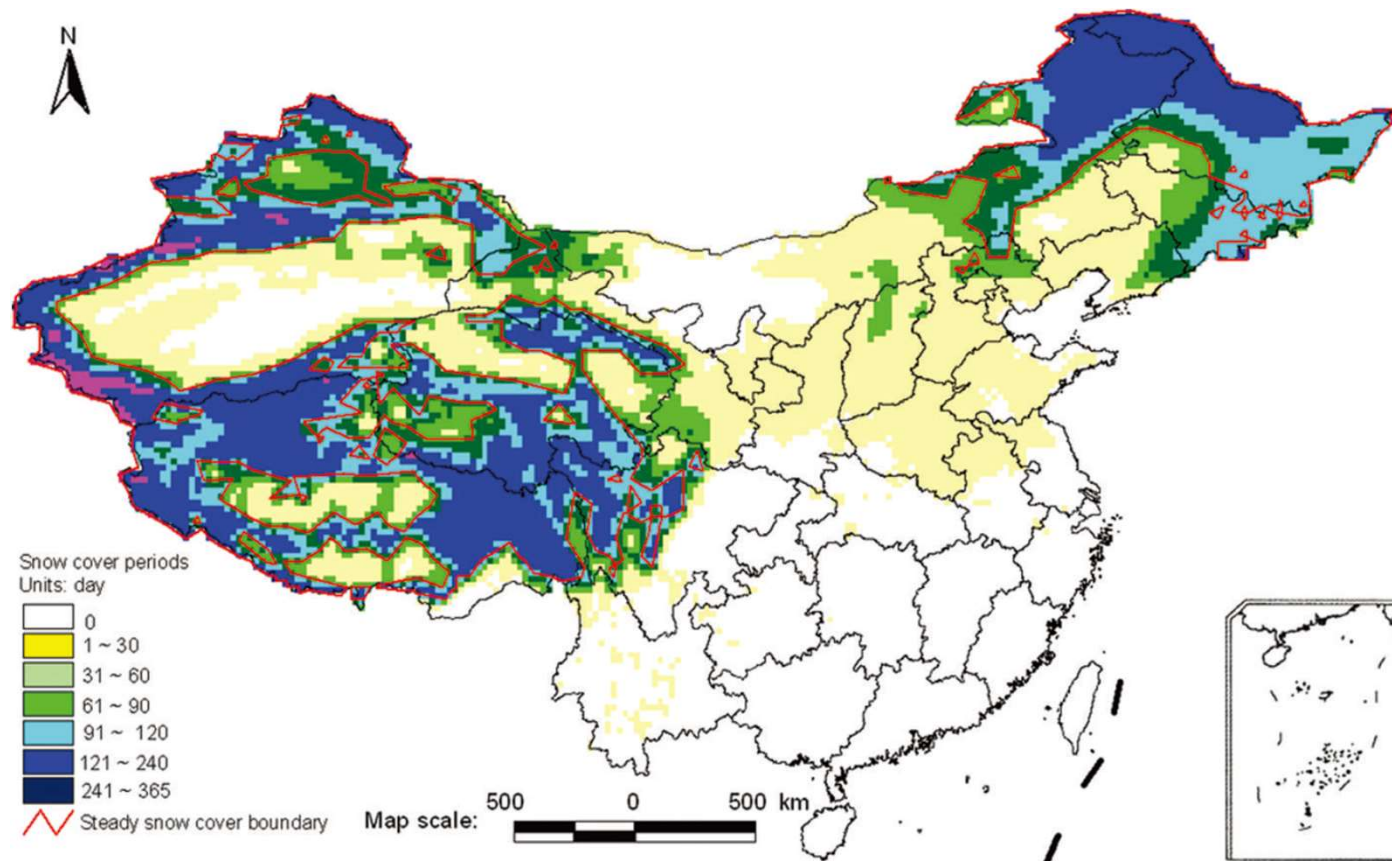 N
Snow cover periods
Units: day
0
1 ~ 30
31 ~ 60
61 ~ 90
91 ~ 120
121 ~ 240
241 ~ 365
Steady snow cover boundary
Map scale:
500 0 500 km